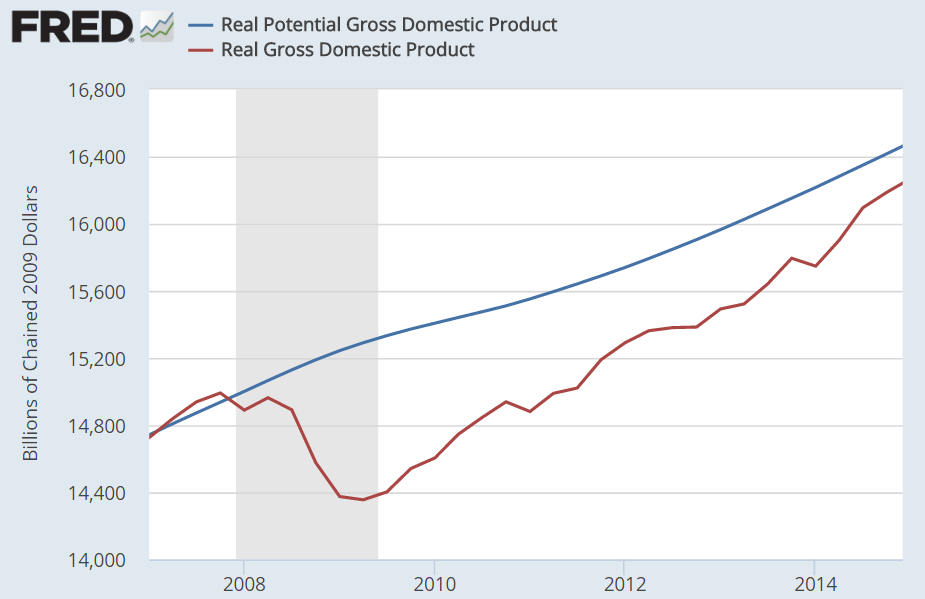 FRED®
Real Potential Gross Domestic Product
Real Gross Domestic Product
Billions of Chained 2009 Dollars
16,800
16,400
16,000
15,600
15,200
14,800
14,400
14,000
2008 2010 2012 2014